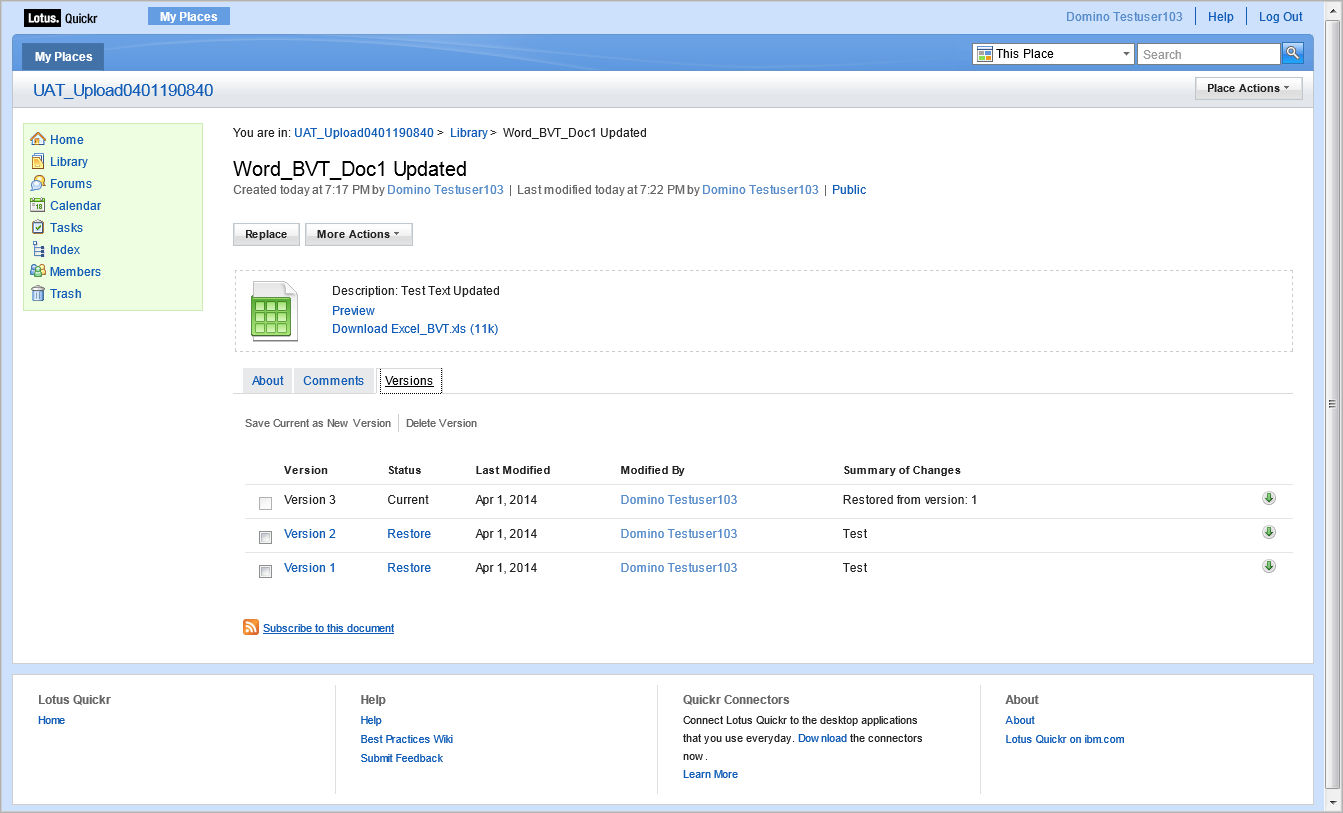 Lotus. Quickr My Places Domino Testuser103 Help Log Out
My Places This Place Search
UAT_Upload0401190840 Place Actions
Home
Library
Forums
Calendar
Tasks
Index
Members
Trash
You are in: UAT_Upload0401190840 > Library > Word_BVT_Doc1 Updated
Word_BVT_Doc1 Updated
Created today at 7:17 PM by Domino Testuser103 | Last modified today at 7:22 PM by Domino Testuser103 | Public
Replace More Actions
Description: Test Text Updated
Preview
Download Excel_BVT.xls (11k)
About Comments Versions
Save Current as New Version Delete Version
Version Status Last Modified Modified By Summary of Changes
Version 3 Current Apr 1, 2014 Domino Testuser103 Restored from version: 1
Version 2 Restore Apr 1, 2014 Domino Testuser103 Test
Version 1 Restore Apr 1, 2014 Domino Testuser103 Test
Subscribe to this document
Lotus Quickr
Home
Help
Help
Best Practices Wiki
Submit Feedback
Quickr Connectors
Connect Lotus Quickr to the desktop applications
that you use everyday. Download the connectors
now.
Learn More
About
About
Lotus Quickr on ibm.com